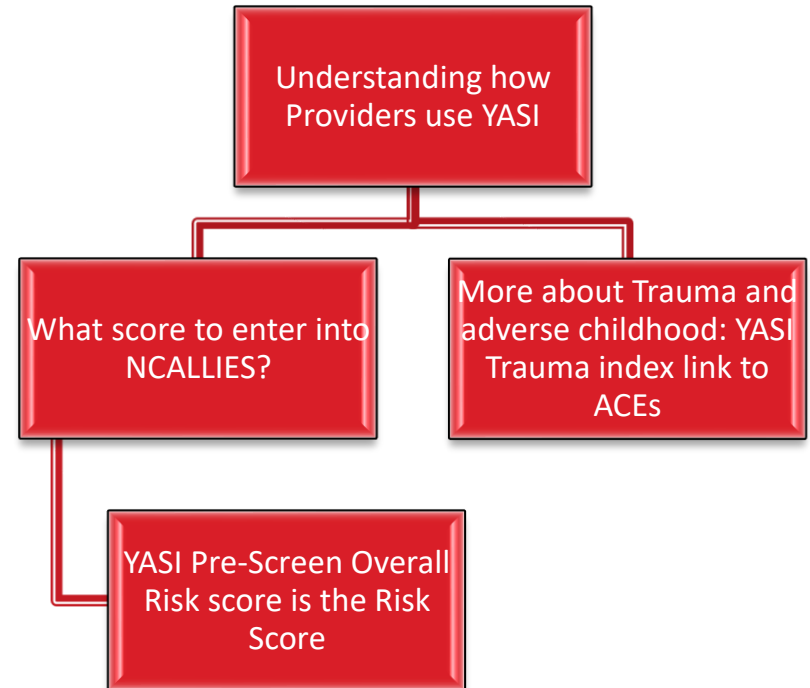 Understanding how
Providers use YASI
What score to enter into
NCALLIES?
More about Trauma and
adverse childhood: YASI
Trauma index link to
ACEs
YASI Pre-Screen Overall
Risk score is the Risk
Score